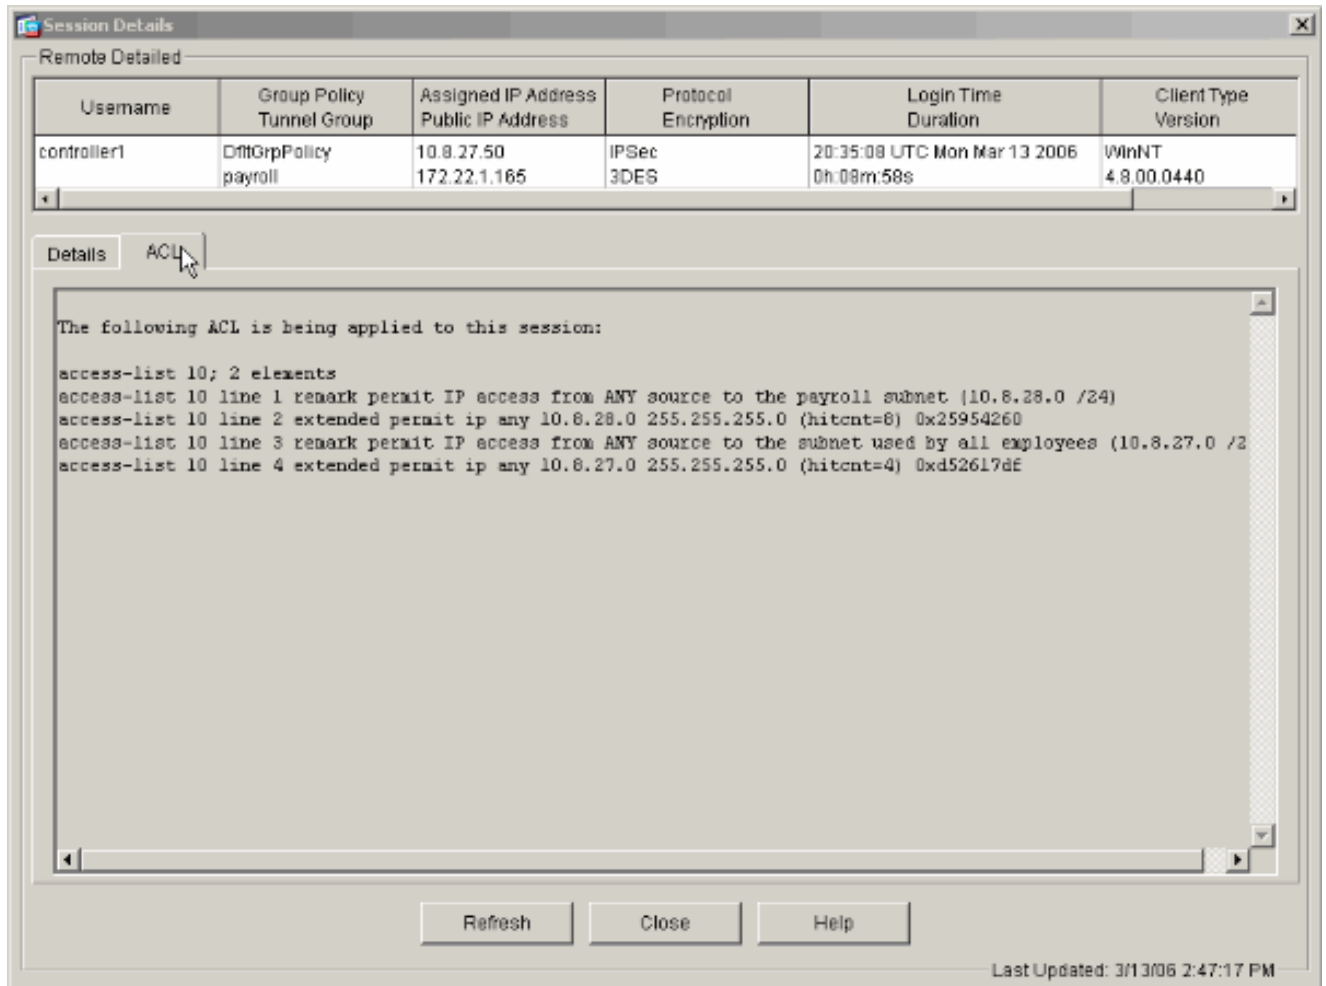 Session Details
Remote Detailed
Username
Group Policy
Tunnel Group
Assigned IP Address
Public IP Address
Protocol
Encryption
Login Time
Duration
Client Type
Version
controller1
DfltGrpPolicy
payroll
10.8.27.50
172.22.1.165
IPSec
3DES
20:35:08 UTC Mon Mar 13 2006
0h:08m:58s
WinNT
4.8.00.0440
Details
ACL
The following ACL is being applied to this session:
access-list 10; 2 elements
access-list 10 line 1 remark permit IP access from ANY source to the payroll subnet (10.8.28.0 /24)
access-list 10 line 2 extended permit ip any 10.8.28.0 255.255.255.0 (hitcnt=8) 0x25954260
access-list 10 line 3 remark permit IP access from ANY source to the subnet used by all employees (10.8.27.0 /2
access-list 10 line 4 extended permit ip any 10.8.27.0 255.255.255.0 (hitcnt=4) 0xd52617df
Refresh
Close
Help
Last Updated: 3/13/06 2:47:17 PM